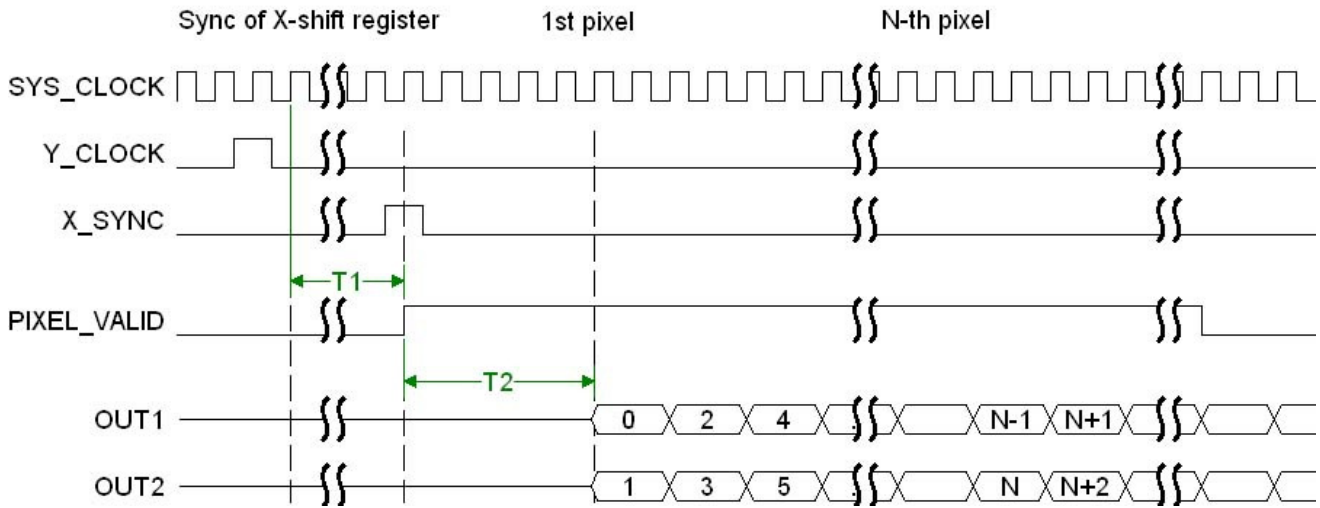 Sync of X-shift register 1st pixel N-th pixel
SYS_CLOCK
Y_CLOCK
X_SYNC
T1
PIXEL_VALID
T2
OUT1 0 2 4 . N-1 N+1
OUT2 1 3 5 . N N+2